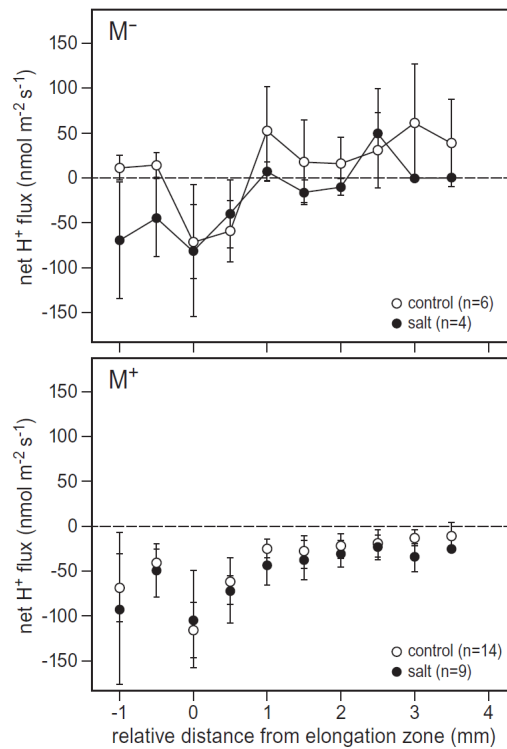 M⁻
150
100
50
0
-50
-100
-150
net H⁺ flux (nmol m⁻² s⁻¹)
control (n=6)
salt (n=4)
M⁺
150
100
50
0
-50
-100
-150
net H⁺ flux (nmol m⁻² s⁻¹)
control (n=14)
salt (n=9)
-1 0 1 2 3 4
relative distance from elongation zone (mm)